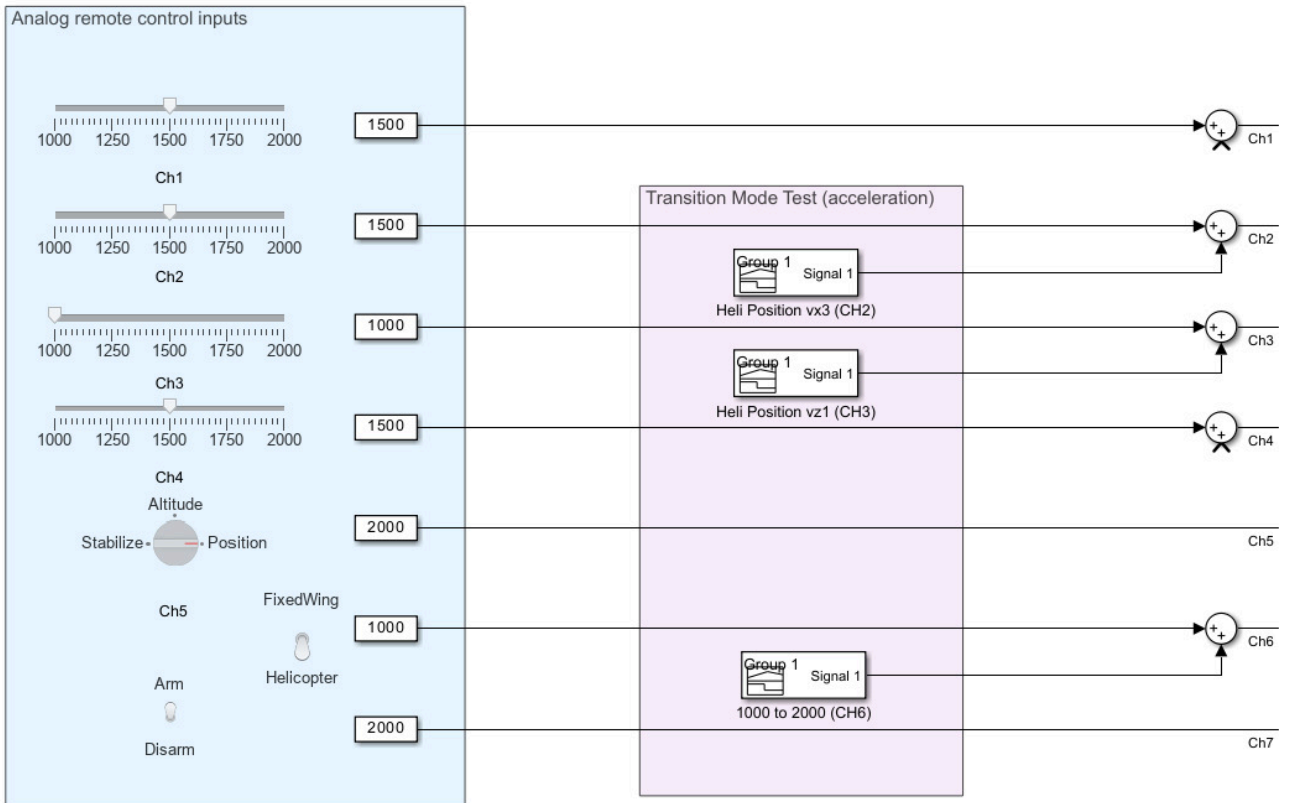 Analog remote control inputs
1000 1250 1500 1750 2000
Ch1
1500
Ch1
1000 1250 1500 1750 2000
Ch2
1500
Ch2
Transition Mode Test (acceleration)
Group 1
Signal 1
Heli Position vx3 (CH2)
1000 1250 1500 1750 2000
Ch3
1000
Ch3
Group 1
Signal 1
Heli Position vz1 (CH3)
1000 1250 1500 1750 2000
Ch4
1500
Ch4
Altitude
Stabilize
Position
Ch5
2000
Ch5
FixedWing
Helicopter
1000
Ch6
Group 1
Signal 1
1000 to 2000 (CH6)
Arm
Disarm
2000
Ch7